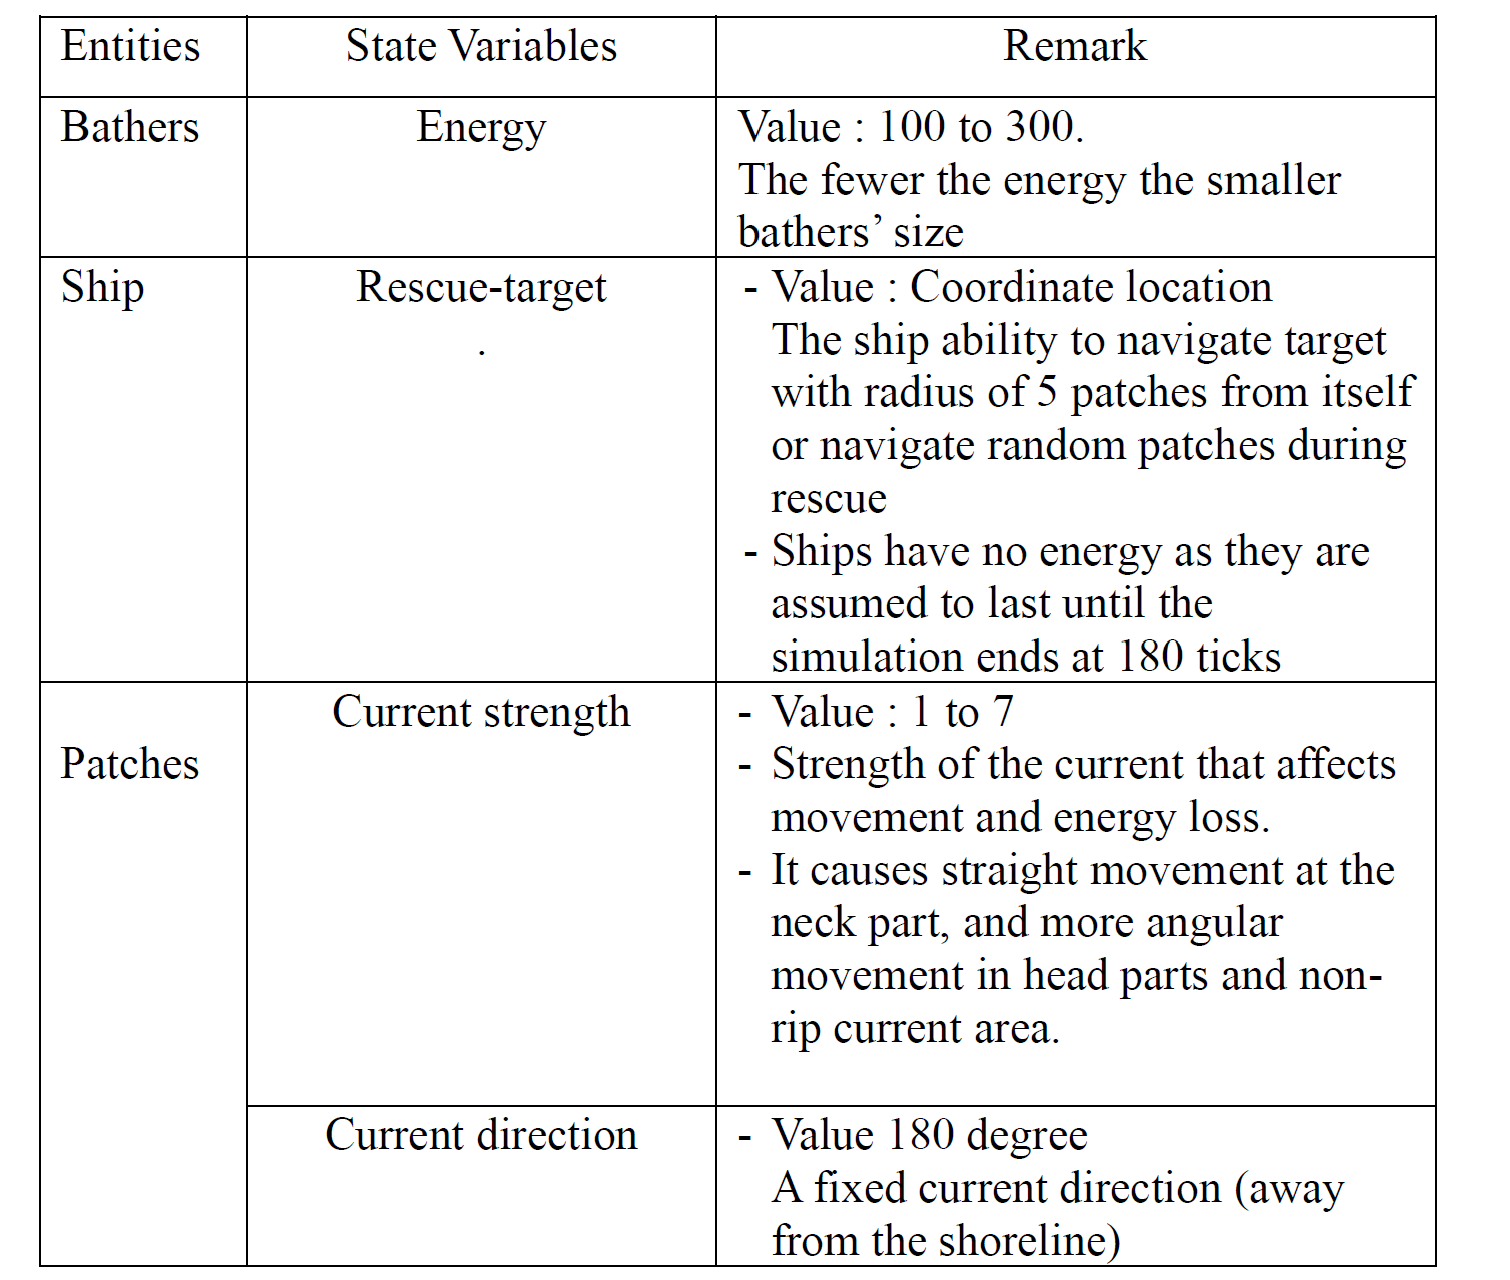 Entities State Variables Remark
Bathers Energy Value : 100 to 300.
The fewer the energy the smaller
bathers’ size
Ship Rescue-target - Value : Coordinate location
. The ship ability to navigate target
with radius of 5 patches from itself
or navigate random patches during
rescue
- Ships have no energy as they are
assumed to last until the
simulation ends at 180 ticks
Current strength - Value : 1 to 7
Patches - Strength of the current that affects
movement and energy loss.
- It causes straight movement at the
neck part, and more angular
movement in head parts and non-
rip current area.
Current direction - Value 180 degree
A fixed current direction (away
from the shoreline)